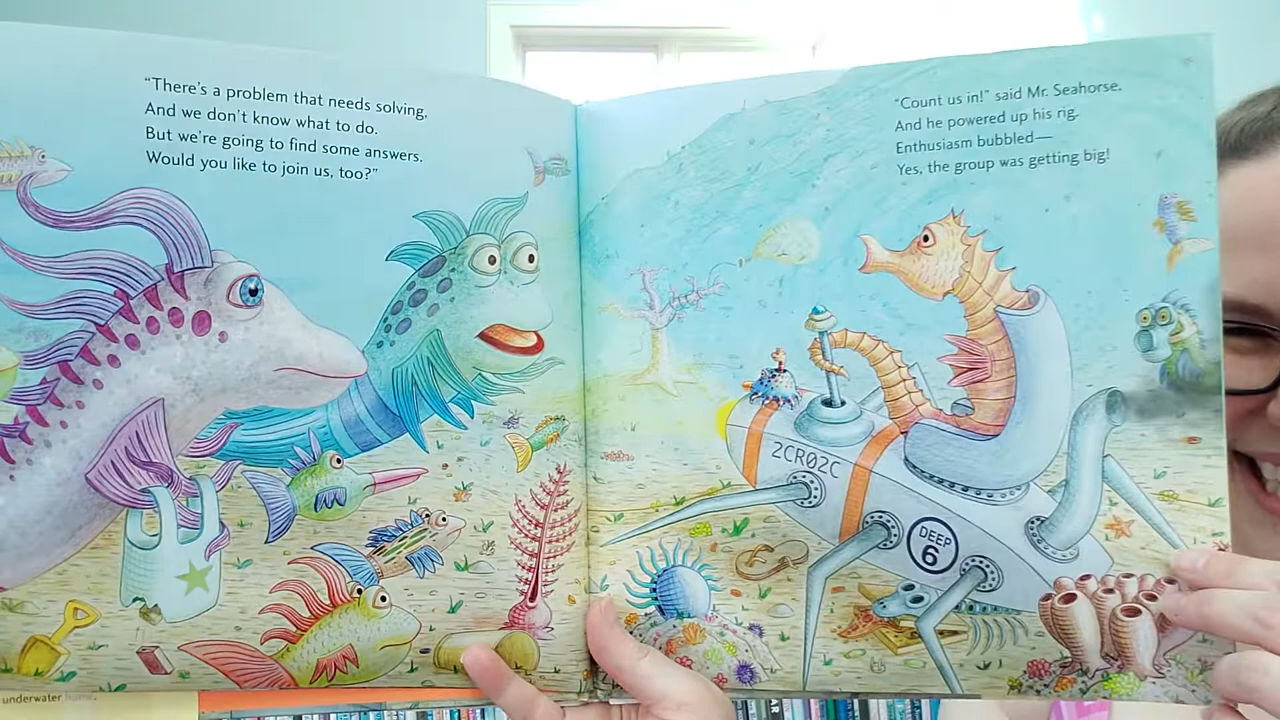 “There’s a problem that needs solving,
And we don’t know what to do.
But we’re going to find some answers.
Would you like to join us, too?”
“Count us in!” said Mr. Seahorse.
And he powered up his rig.
Enthusiasm bubbled—
Yes, the group was getting big!
2CR02C
DEEP
6
underwater home.